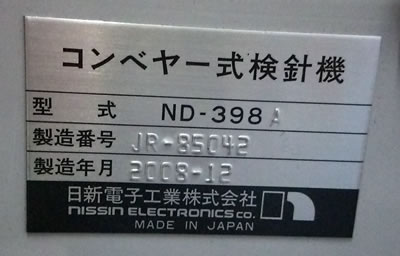 コンベヤー式検針機
型 式 ND-398A
製造番号 JR-85042
製造年月 2008-12
日新電子工業株式会社
NISSIN ELECTRONICS CO.
MADE IN JAPAN